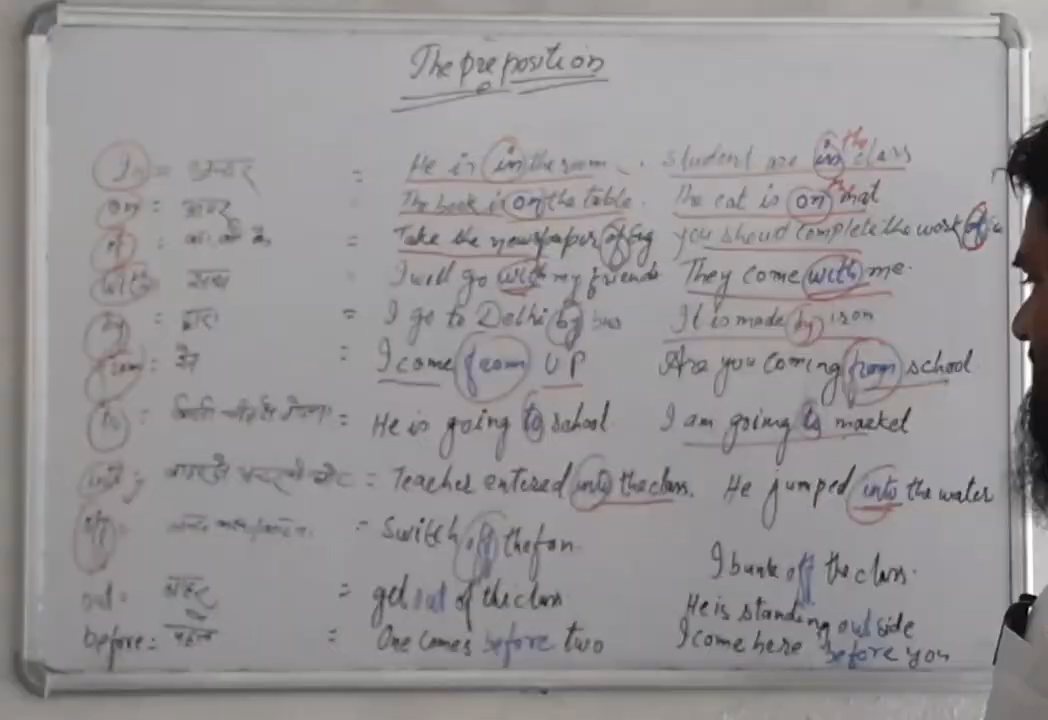 The preposition
In = अन्दर = He is in the room. student are in the class
on : ऊपर : The book is on the table. The cat is on the mat
of : का के की = Take the newspaper of you should complete the work of
with : साथ I will go with my friends They come with me.
by : द्वारा = I go to Delhi by bus It is made by iron
from : से = I come from UP Are you coming from school
to : = He is going to school. I am going to market
into : = Teacher entered into the class. He jumped into the water
off : = Switch off the fan. I bunk off the class.
out : बाहर = get out of the class He is standing outside
before : पहले = One comes before two I come here before you